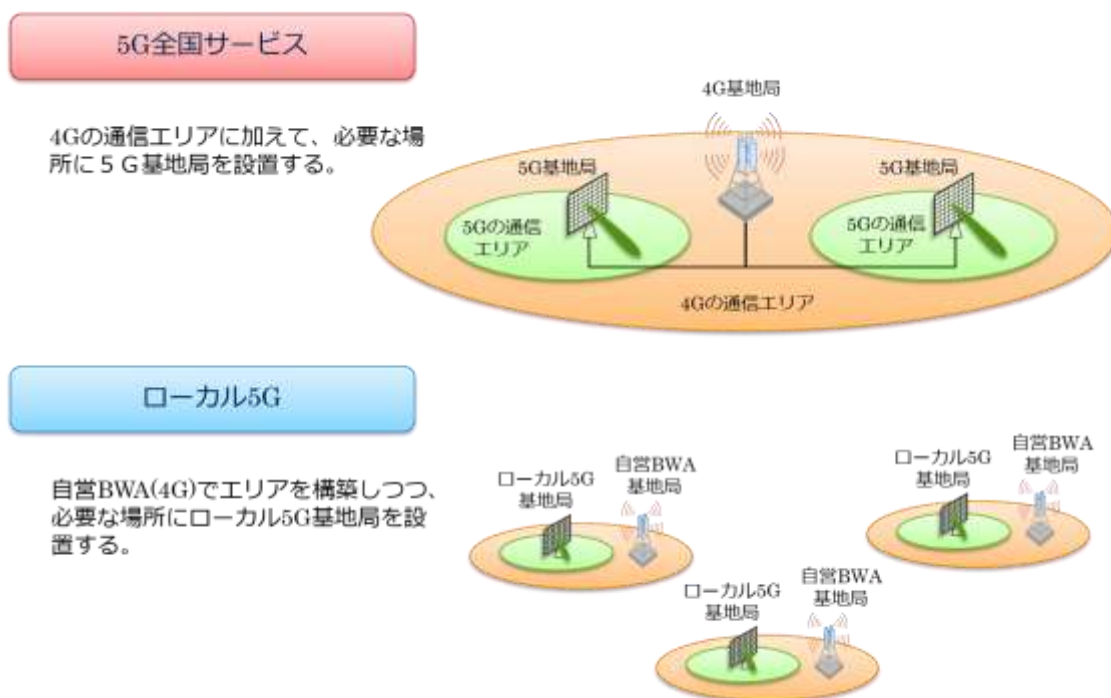 5G全国サービス
4Gの通信エリアに加えて、必要な場
所に５Ｇ基地局を設置する。
4G基地局
5G基地局
5G基地局
5Gの通信
エリア
5Gの通信
エリア
4Gの通信エリア
ローカル5G
自営BWA(4G)でエリアを構築しつつ、
必要な場所にローカル5G基地局を設
置する。
ローカル5G
基地局
自営BWA
基地局
ローカル5G
基地局
自営BWA
基地局
ローカル5G
基地局
自営BWA
基地局